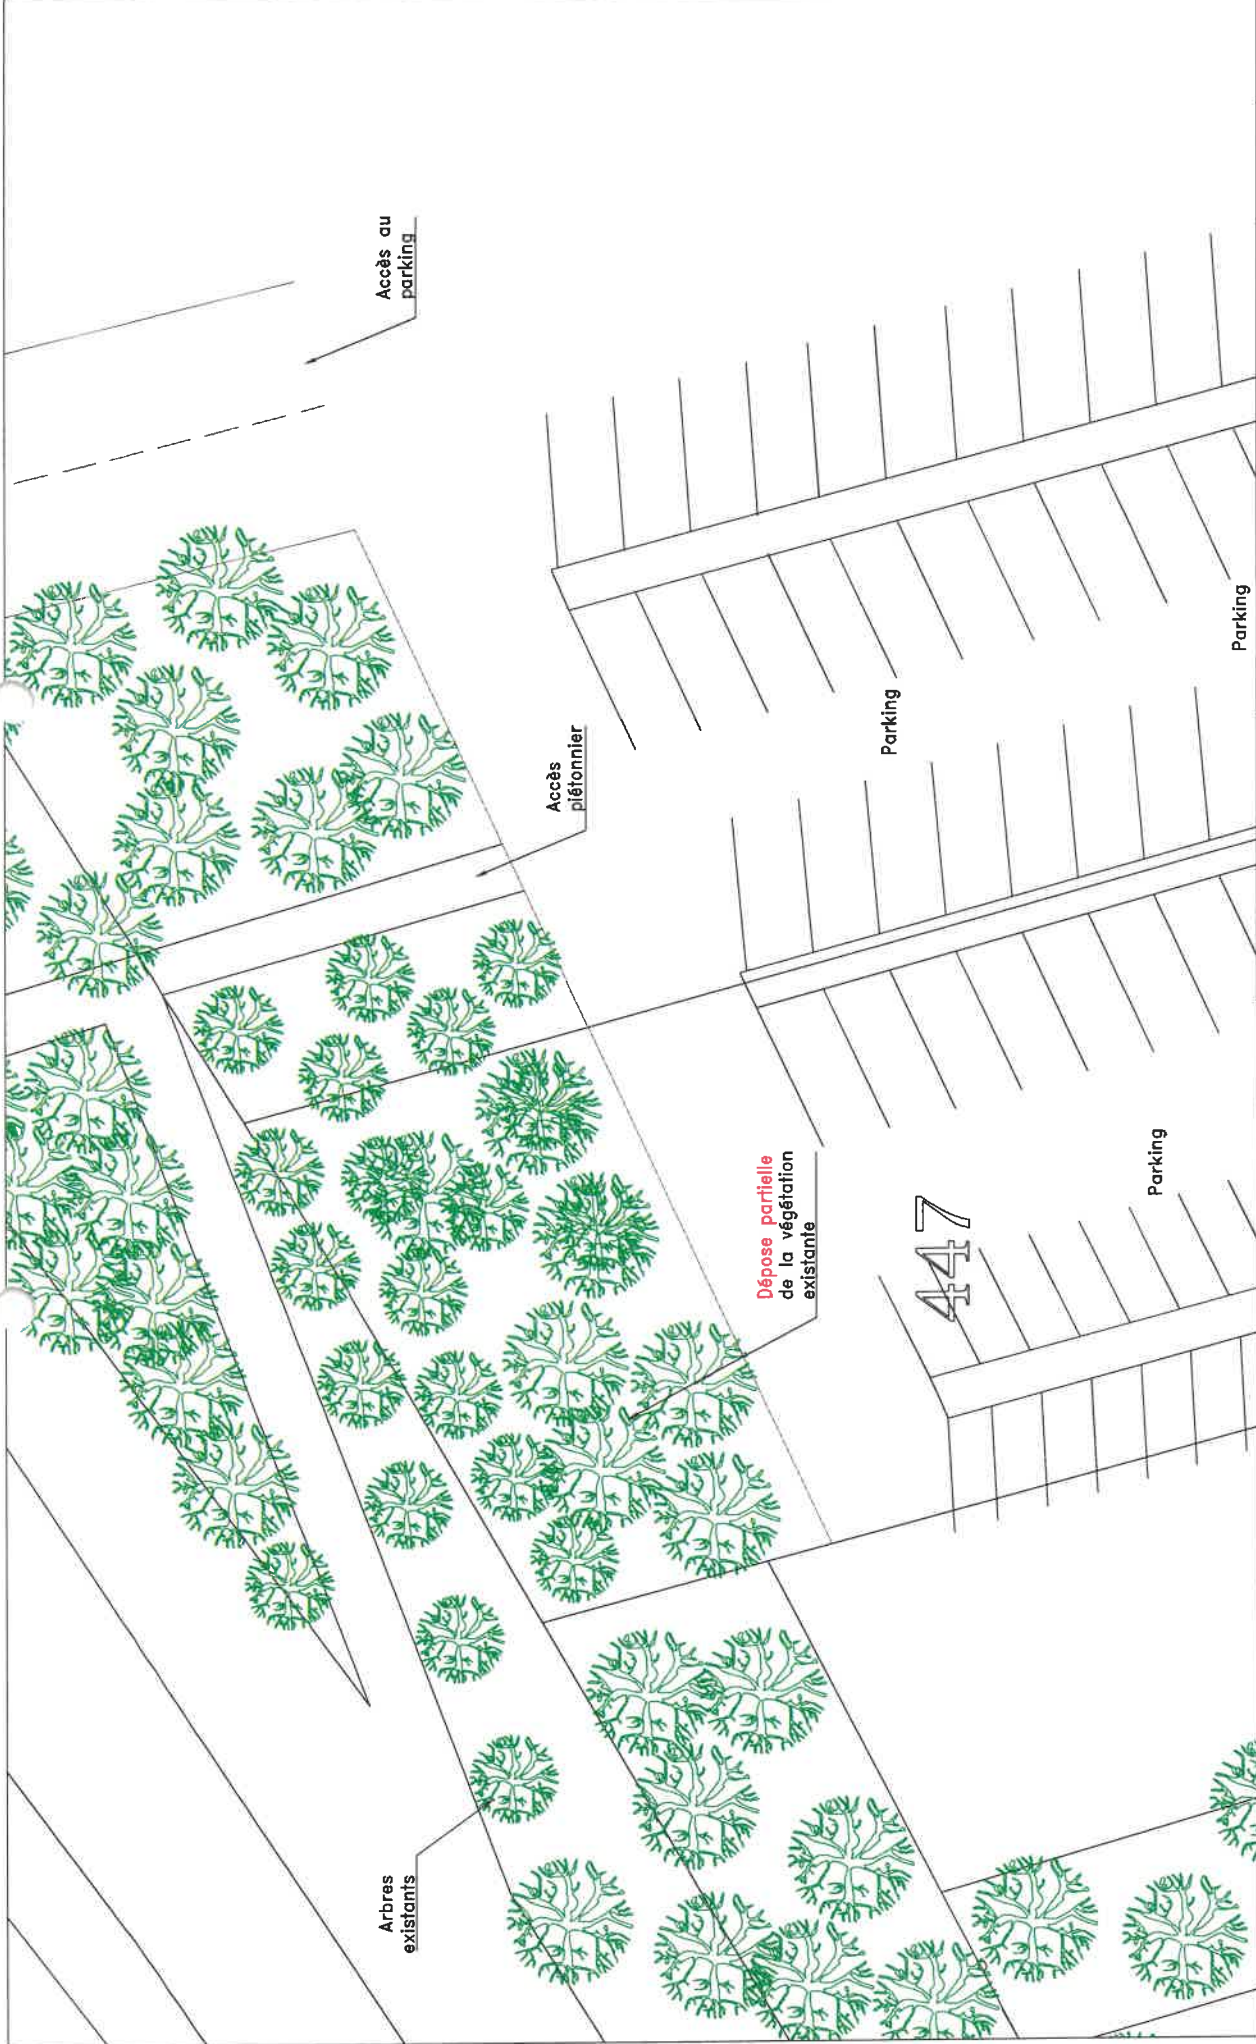 Arbres
existants
Accès
piétonnier
Accès au
parking
Dépose partielle
de la végétation
existante
447
Parking
Parking
Parking